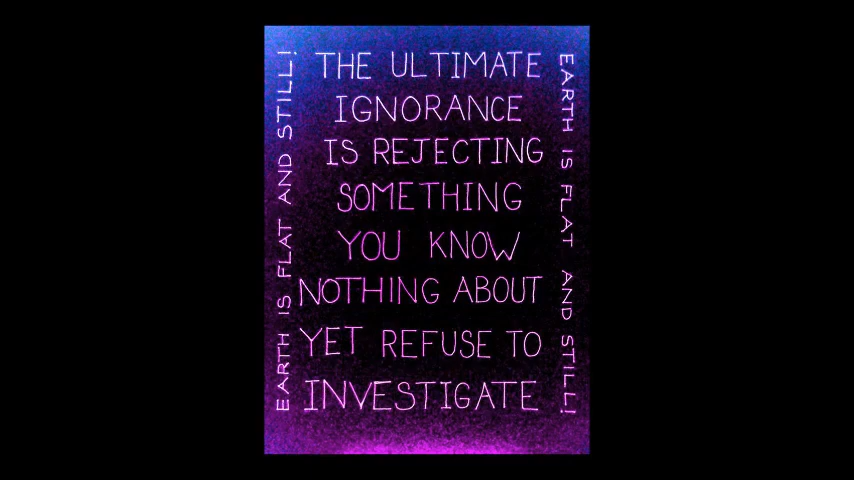 EARTH IS FLAT AND STILL!
THE ULTIMATE
IGNORANCE
IS REJECTING
SOMETHING
YOU KNOW
NOTHING ABOUT
YET REFUSE TO
INVESTIGATE
EARTH IS FLAT AND STILL!